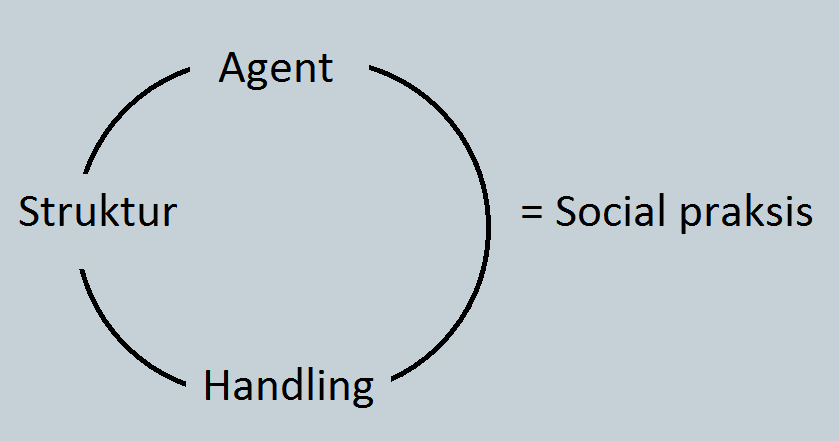 Agent
Struktur
= Social praksis
Handling